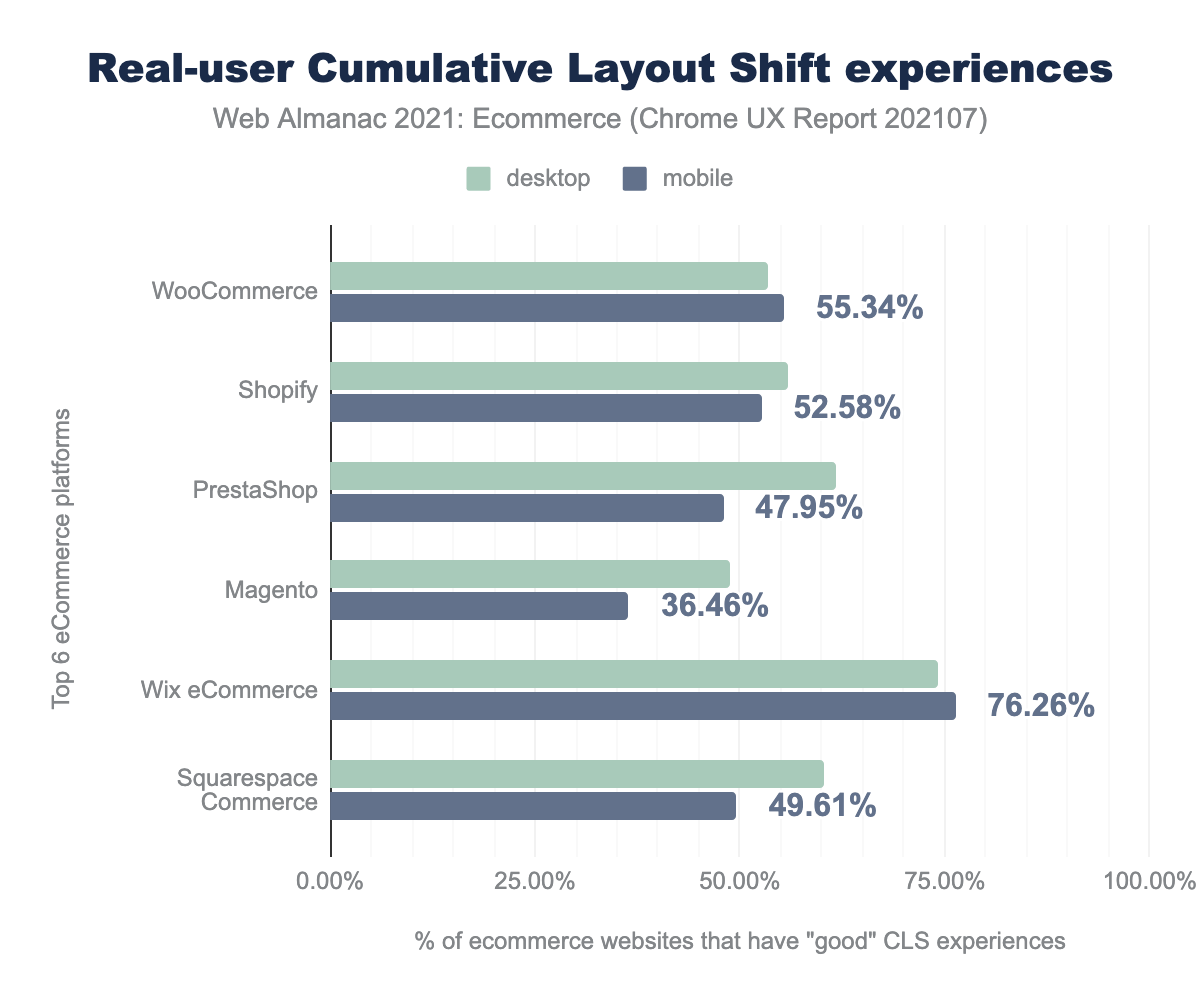 Real-user Cumulative Layout Shift experiences
Web Almanac 2021: Ecommerce (Chrome UX Report 202107)
desktop
mobile
Top 6 eCommerce platforms
WooCommerce
55.34%
Shopify
52.58%
PrestaShop
47.95%
Magento
36.46%
Wix eCommerce
76.26%
Squarespace
Commerce
49.61%
0.00%
25.00%
50.00%
75.00%
100.00%
% of ecommerce websites that have "good" CLS experiences